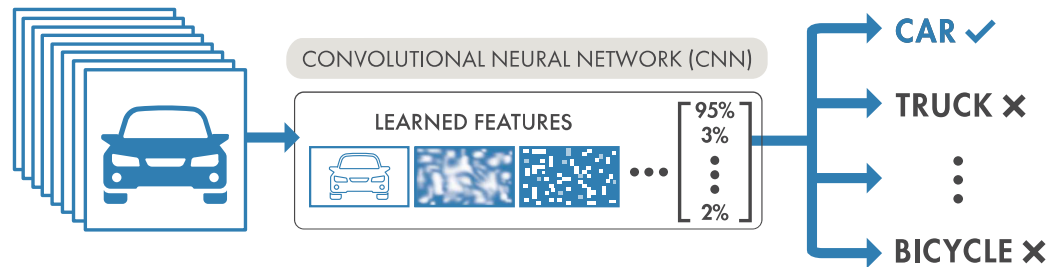 CONVOLUTIONAL NEURAL NETWORK (CNN)
LEARNED FEATURES
95%
3%
2%
CAR
TRUCK
BICYCLE